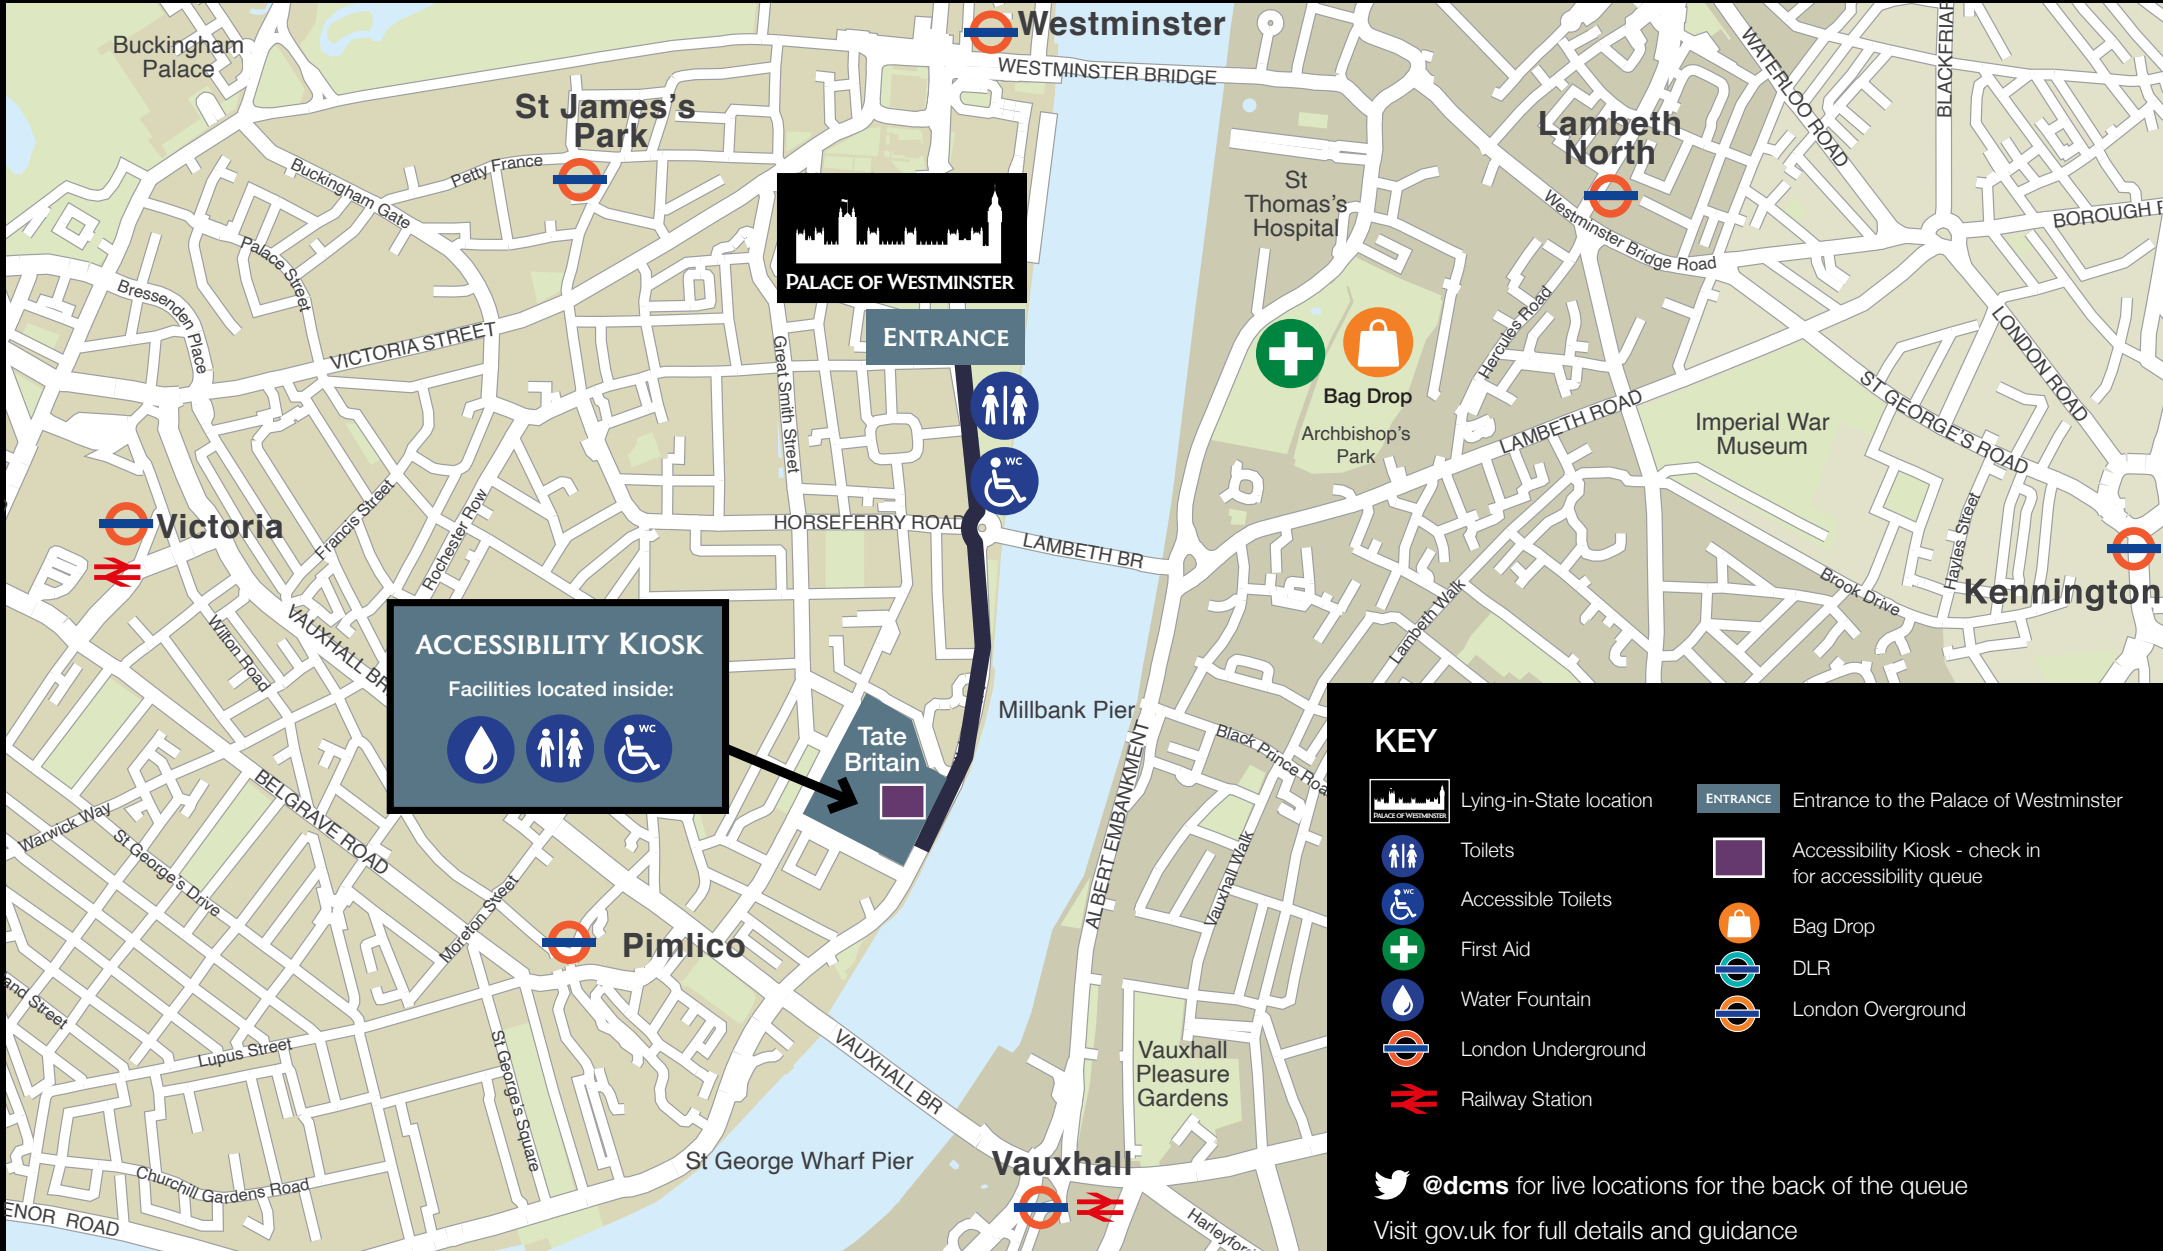 Westminster
Buckingham
Palace
WESTMINSTER BRIDGE
WATERLOO ROAD
St James's
Park
Lambeth
North
Petty France
Buckingham Gate
St
Thomas's
Hospital
Westminster Bridge Road
Palace Street
PALACE OF WESTMINSTER
Bressenden Place
ENTRANCE
VICTORIA STREET
Great Smith Street
Hercules Road
LONDON ROAD
Bag Drop
Archbishop's
Park
LAMBETH ROAD
Imperial War
Museum
ST GEORGE'S ROAD
WC
Victoria
Francis Street
Rochester Row
HORSEFERRY ROAD
LAMBETH BR
Hayles Street
Brook Drive
Kennington
Lambeth Walk
Wilton Road
VAUXHALL BR
ACCESSIBILITY KIOSK
Facilities located inside:
WC
Tate
Britain
Millbank Pier
ALBERT EMBANKMENT
Black Prince
BELGRAVE ROAD
Warwick Way
St George's Drive
Moreton Street
Vauxhall Walk
Pimlico
Street
Lupus Street
St George's Square
VAUXHALL BR
Vauxhall
Pleasure
Gardens
St George Wharf Pier
Vauxhall
Churchill Gardens Road
ROAD
KEY
PALACE OF WESTMINSTER
Lying-in-State location
Toilets
WC
Accessible Toilets
First Aid
Water Fountain
London Underground
Railway Station
ENTRANCE
Entrance to the Palace of Westminster
Accessibility Kiosk - check in
for accessibility queue
Bag Drop
DLR
London Overground
@dcms for live locations for the back of the queue
Visit gov.uk for full details and guidance